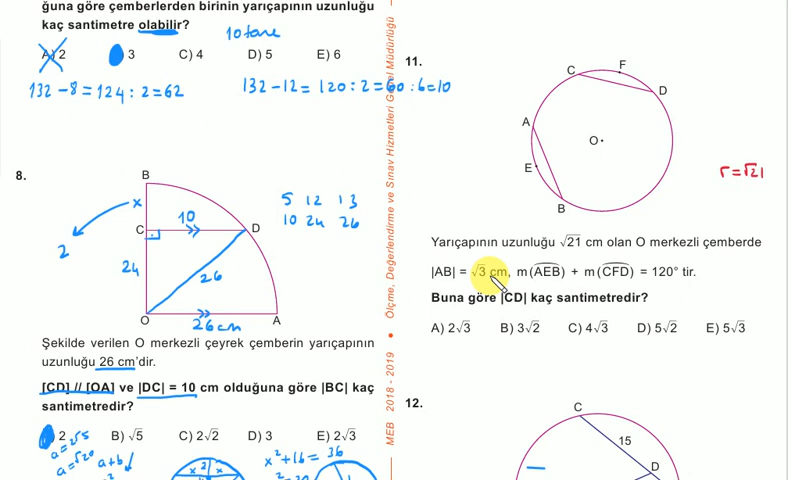 ğuna göre çemberlerden birinin yarıçapının uzunluğu
kaç santimetre olabilir?
10 tane
A) 2
3
C) 4
D) 5
E) 6
132 - 8 = 124 : 2 = 62
132 - 12 = 120 : 2 = 60 : 6 = 10
8.
B
x
C
10
D
2
24
26
O
26 cm
A
5 12 13
10 24 26
Şekilde verilen O merkezli çeyrek çemberin yarıçapının
uzunluğu 26 cm'dir.
[CD] // [OA] ve |DC| = 10 cm olduğuna göre |BC| kaç
santimetredir?
2
B) √5
C) 2√2
D) 3
E) 2√3
a = √20
a+b
x 2 x
x² + 16 = 36
MEB 2018 - 2019 ● Ölçme, Değerlendirme ve Sınav Hizmetleri Genel Müdürlüğü
11.
C
F
D
A
O
E
B
r = √21
Yarıçapının uzunluğu √21 cm olan O merkezli çemberde
|AB| = √3 cm, m(AEB) + m(CFD) = 120° tir.
Buna göre |CD| kaç santimetredir?
A) 2√3
B) 3√2
C) 4√3
D) 5√2
E) 5√3
12.
C
15
D